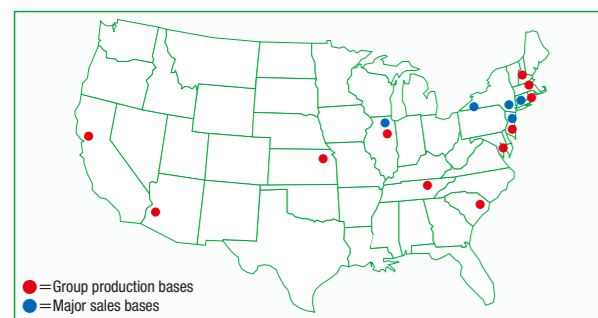 =Group production bases
=Major sales bases